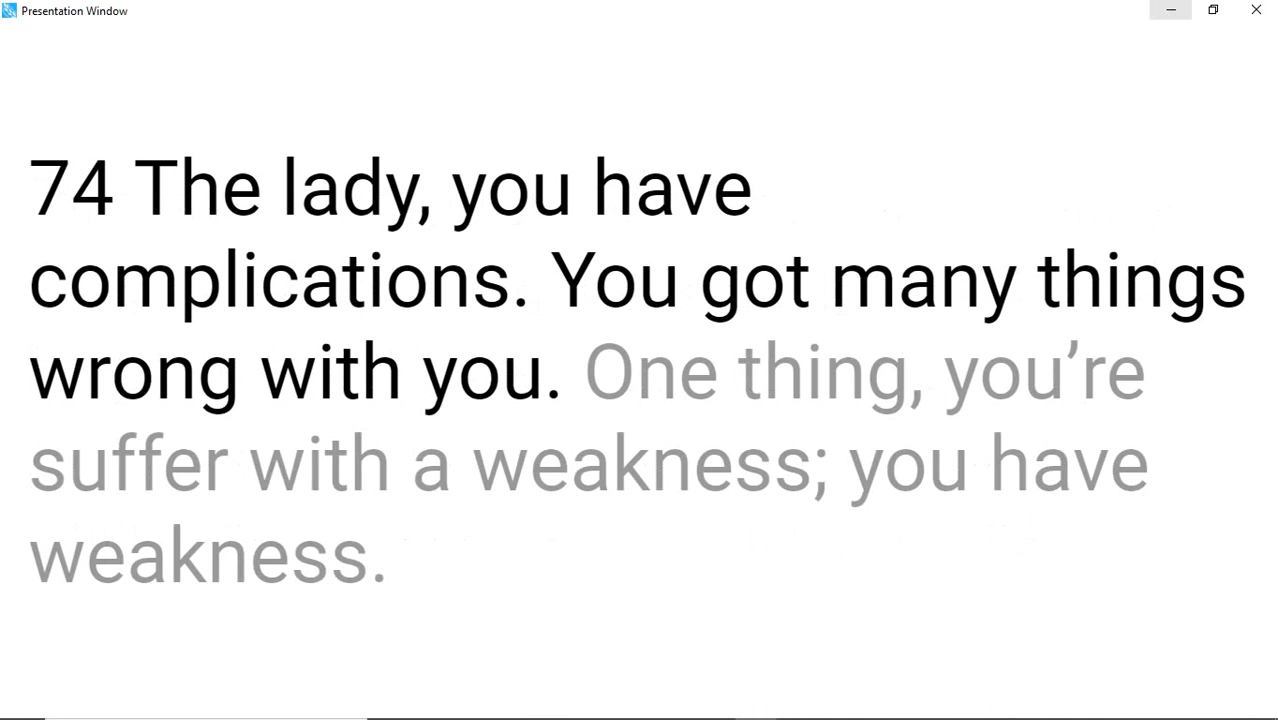 Presentation Window
74 The lady, you have
complications. You got many things
wrong with you. One thing, you’re
suffer with a weakness; you have
weakness.